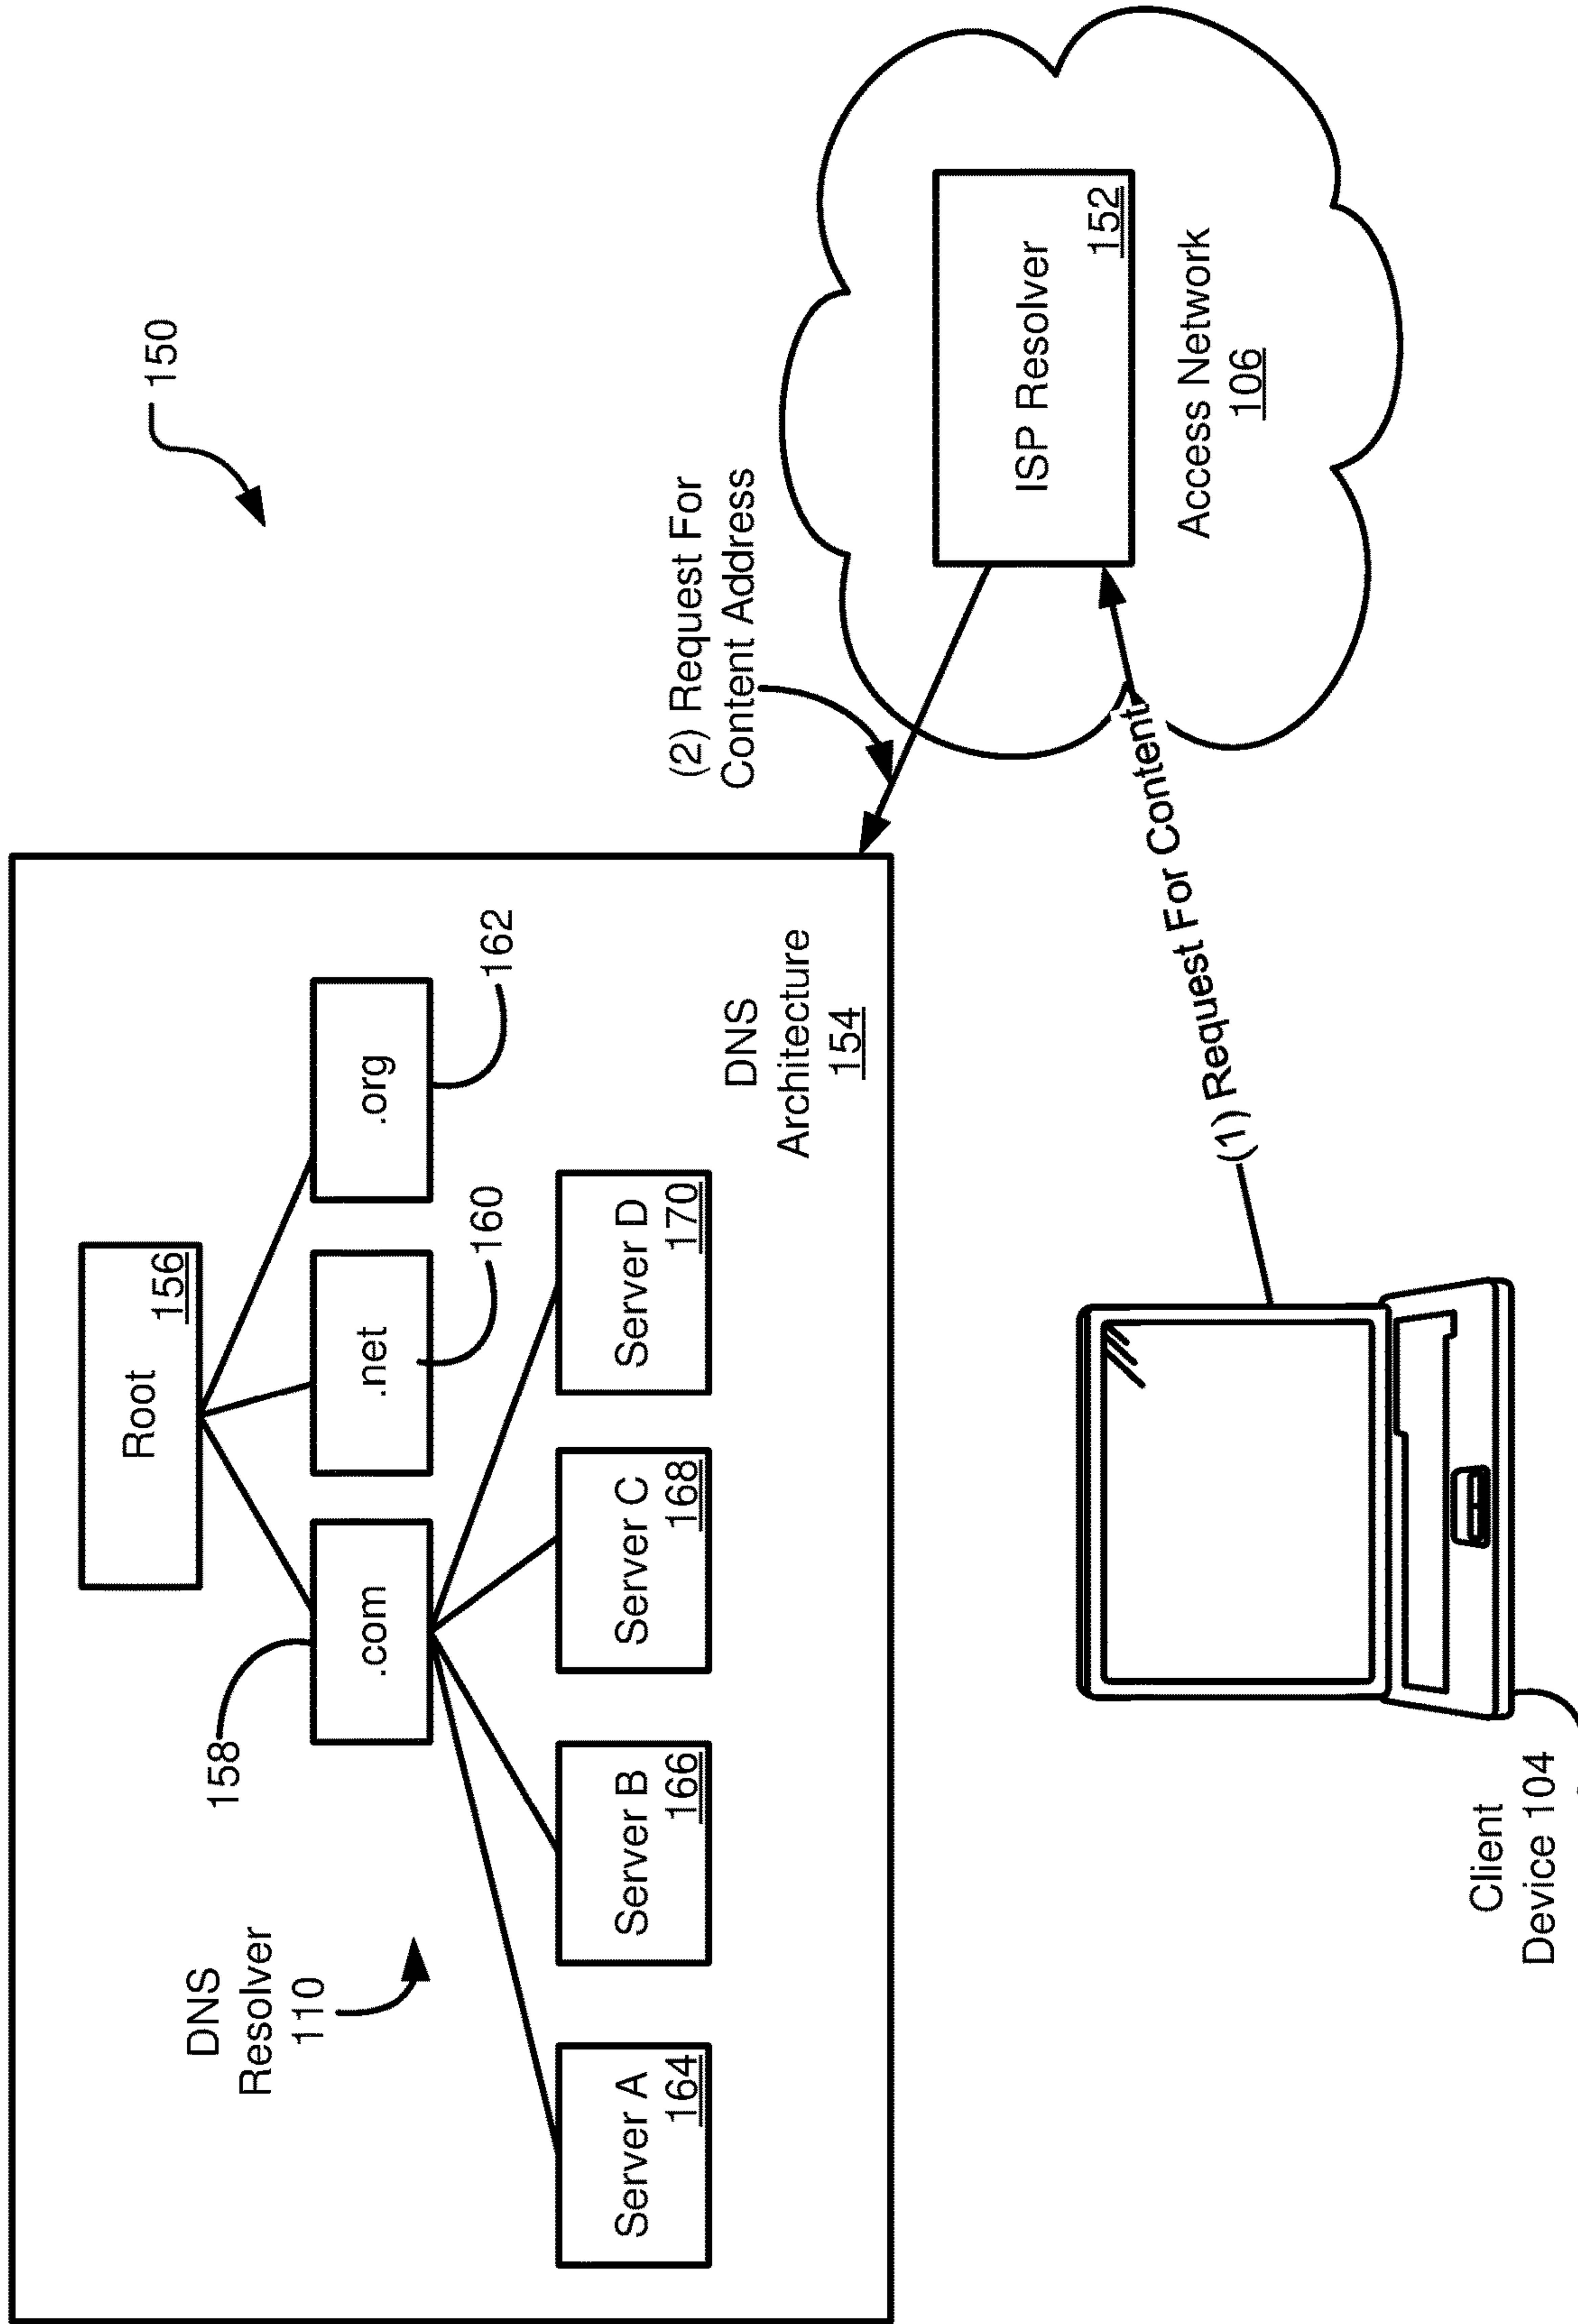 150
Root
156
158
.com
.net
.org
160
162
DNS
Resolver
110
Server A
164
Server B
166
Server C
168
Server D
170
DNS
Architecture
154
(2) Request For
Content Address
ISP Resolver
152
Access Network
106
(1) Request For Content
Client
Device 104